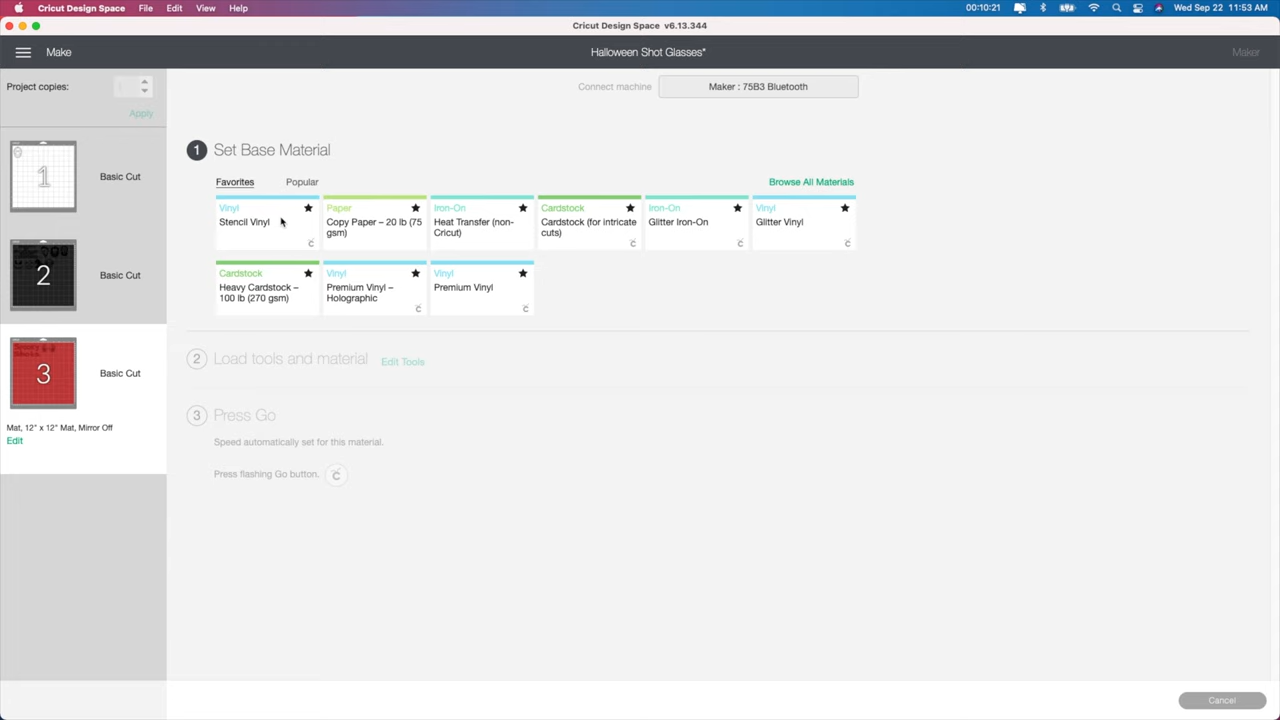 Cricut Design Space File Edit View Help 00:10:21 Wed Sep 22 11:53 AM
Cricut Design Space v6.13.344
Make Halloween Shot Glasses* Maker
Project copies: Connect machine Maker : 75B3 Bluetooth
Apply
1 Basic Cut
2 Basic Cut
3 Basic Cut
Mat, 12" x 12" Mat, Mirror Off
Edit
1 Set Base Material
Favorites Popular Browse All Materials
Vinyl
Stencil Vinyl
Paper
Copy Paper – 20 lb (75
gsm)
Iron-On
Heat Transfer (non-
Cricut)
Cardstock
Cardstock (for intricate
cuts)
Iron-On
Glitter Iron-On
Vinyl
Glitter Vinyl
Cardstock
Heavy Cardstock –
100 lb (270 gsm)
Vinyl
Premium Vinyl –
Holographic
Vinyl
Premium Vinyl
2 Load tools and material Edit Tools
3 Press Go
Speed automatically set for this material.
Press flashing Go button.
Cancel